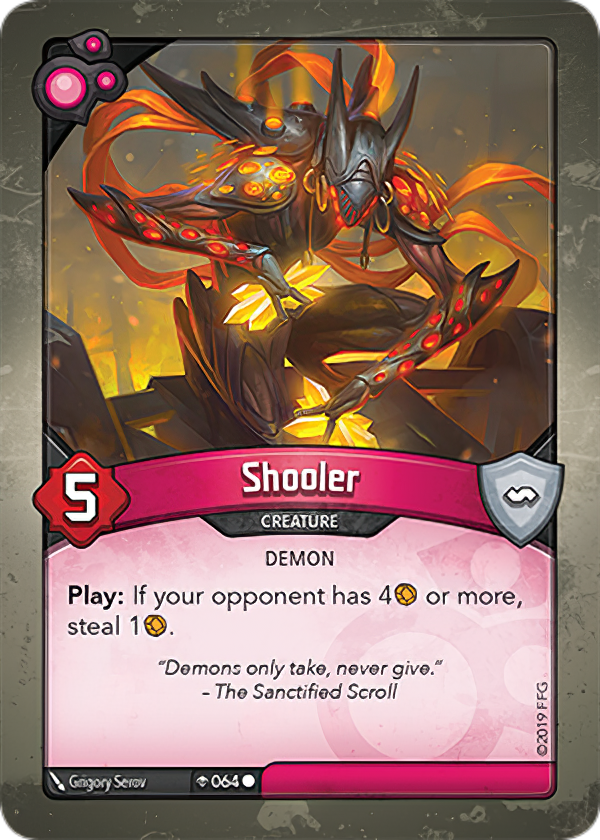 5
Shooler
CREATURE
DEMON
Play: If your opponent has 4 or more,
steal 1.
“Demons only take, never give.”
– The Sanctified Scroll
©2019 FFG
Grigory Serov
064